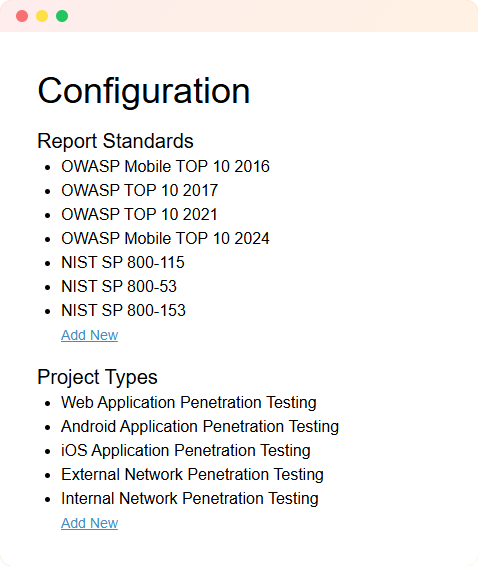 Configuration
Report Standards
OWASP Mobile TOP 10 2016
OWASP TOP 10 2017
OWASP TOP 10 2021
OWASP Mobile TOP 10 2024
NIST SP 800-115
NIST SP 800-53
NIST SP 800-153
Add New
Project Types
Web Application Penetration Testing
Android Application Penetration Testing
iOS Application Penetration Testing
External Network Penetration Testing
Internal Network Penetration Testing
Add New